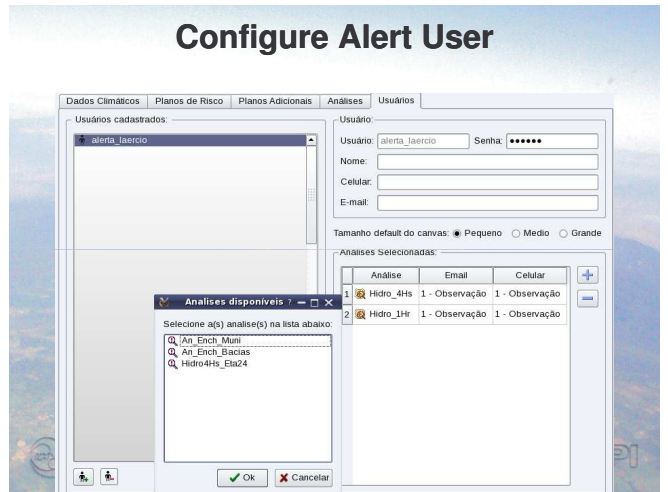 Configure Alert User
Dados Climáticos Planos de Risco Planos Adicionais Análises Usuários
Usuários cadastrados:
alerta_laercio
Usuário:
Usuário: alerta_laercio Senha: ●●●●●●
Nome:
Celular:
E-mail:
Tamanho default do canvas: Pequeno Medio Grande
Análises Selecionadas:
Análise Email Celular
1 Hidro_4Hs 1 - Observação 1 - Observação
2 Hidro_1Hr 1 - Observação 1 - Observação
Analises disponíveis ?
Selecione a(s) analise(s) na lista abaixo:
An_Ench_Muni
An_Ench_Bacias
Hidro4Hs_Eta24
Ok Cancelar